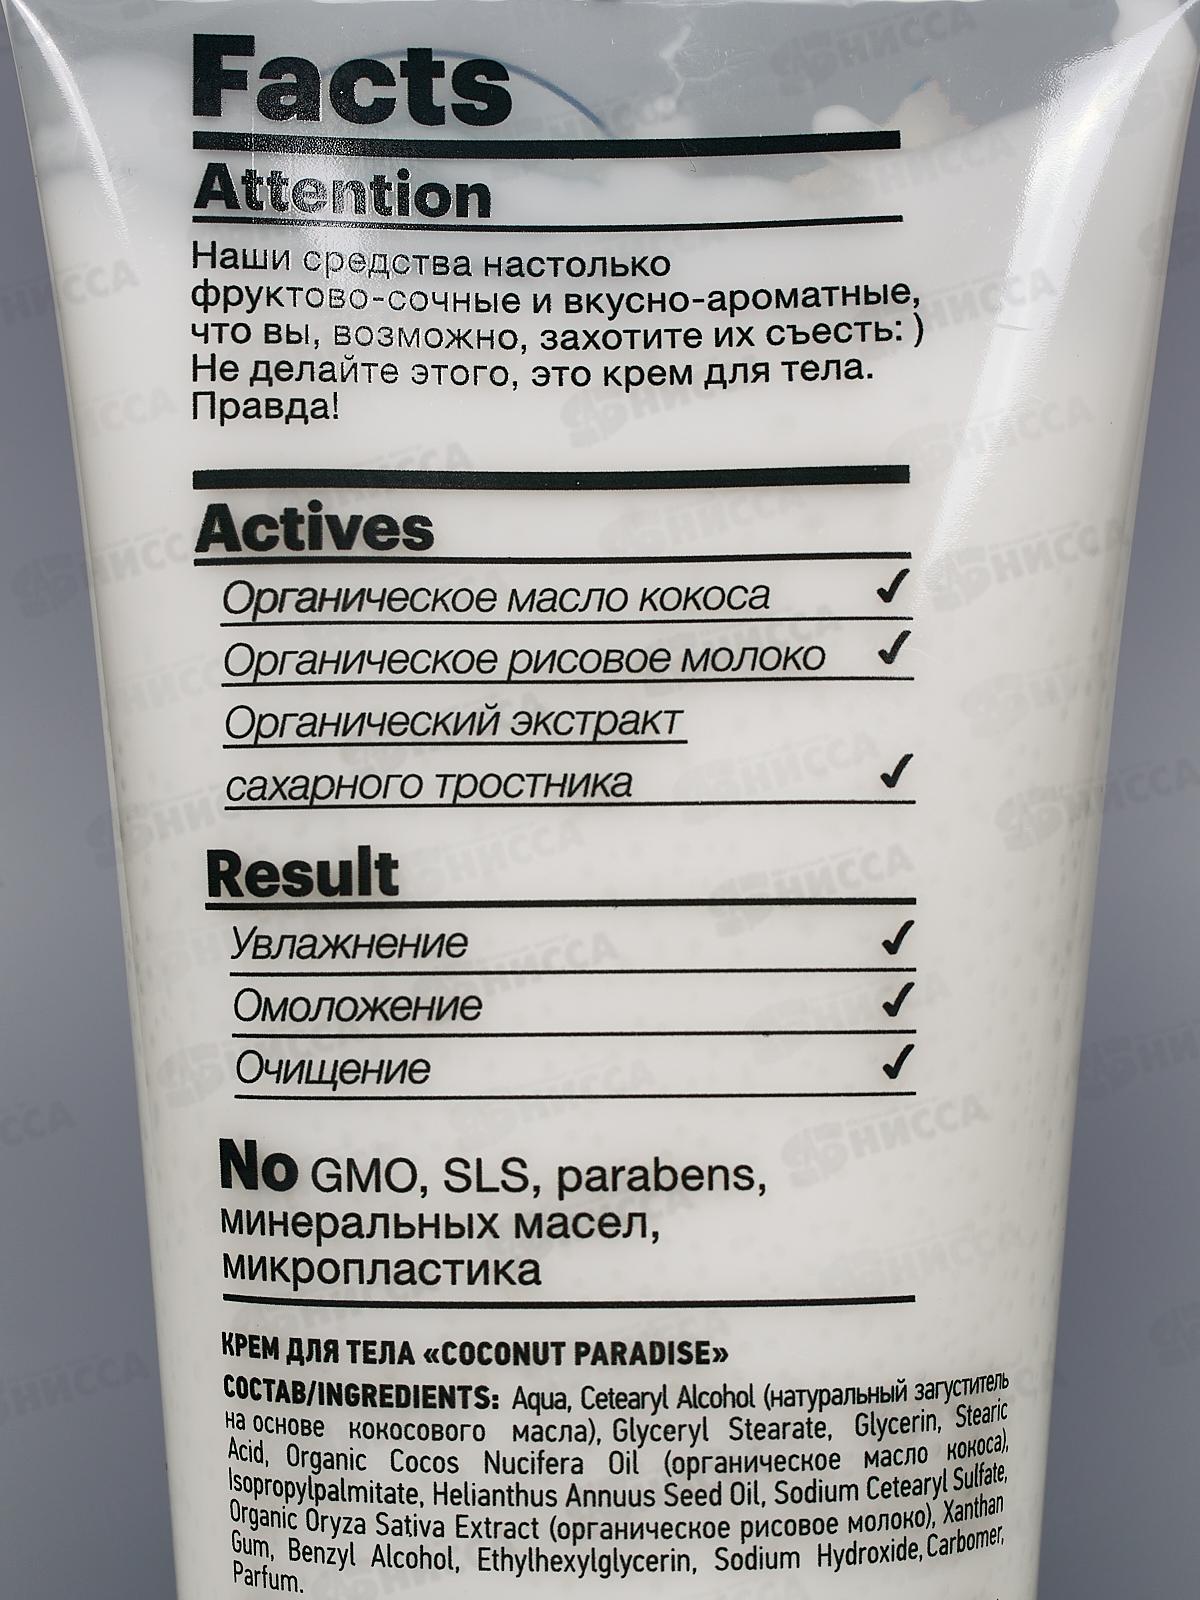 Facts
Attention
Наши средства настолько
фруктово-сочные и вкусно-ароматные,
что вы, возможно, захотите их съесть: )
Не делайте этого, это крем для тела.
Правда!
Actives
Органическое масло кокоса ✓
Органическое рисовое молоко ✓
Органический экстракт
сахарного тростника ✓
Result
Увлажнение ✓
Омоложение ✓
Очищение ✓
No GMO, SLS, parabens,
минеральных масел,
микропластика
КРЕМ ДЛЯ ТЕЛА «COCONUT PARADISE»
СОСТАВ/INGREDIENTS: Aqua, Cetearyl Alcohol (натуральный загуститель
на основе кокосового масла), Glyceryl Stearate, Glycerin, Stearic
Acid, Organic Cocos Nucifera Oil (органическое масло кокоса),
Isopropylpalmitate, Helianthus Annuus Seed Oil, Sodium Cetearyl Sulfate,
Organic Oryza Sativa Extract (органическое рисовое молоко), Xanthan
Gum, Benzyl Alcohol, Ethylhexylglycerin, Sodium Hydroxide, Carbomer,
Parfum.